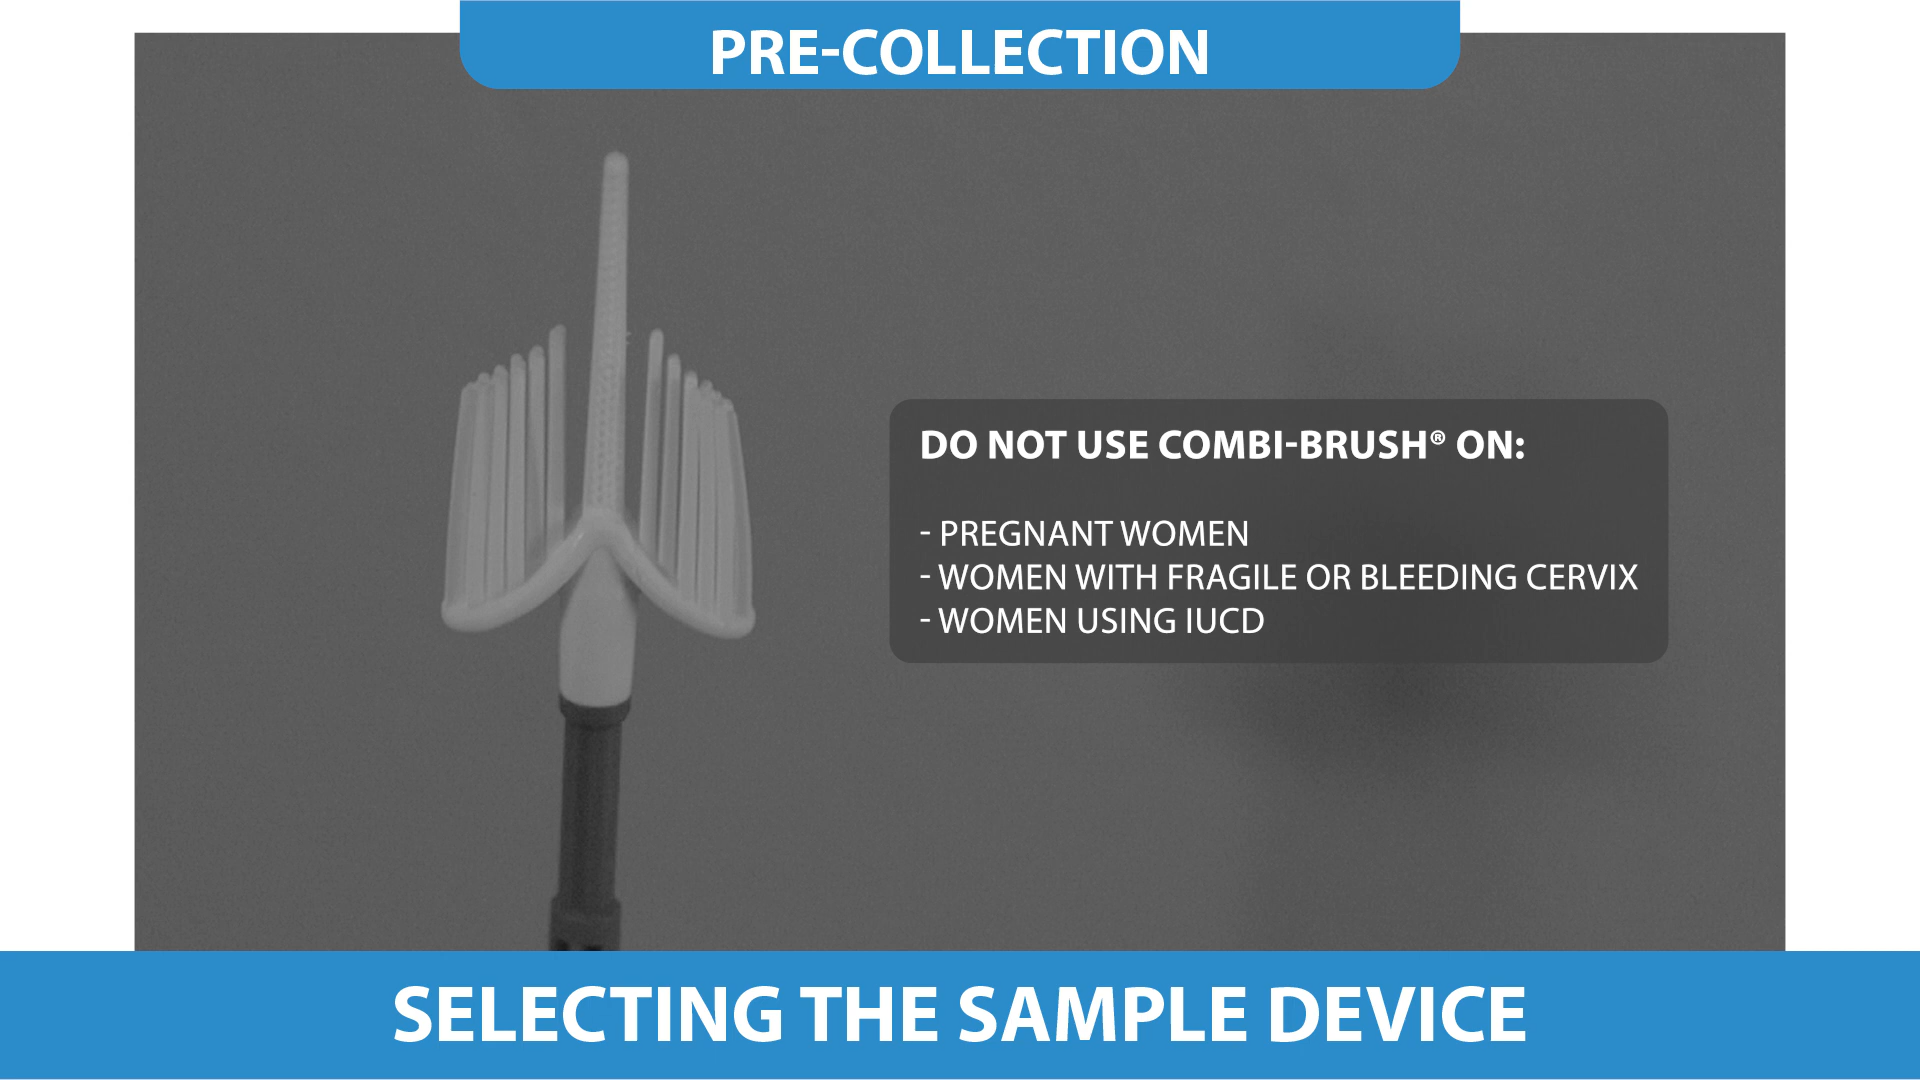 PRE-COLLECTION
DO NOT USE COMBI-BRUSH® ON:
- PREGNANT WOMEN
- WOMEN WITH FRAGILE OR BLEEDING CERVIX
- WOMEN USING IUCD
SELECTING THE SAMPLE DEVICE